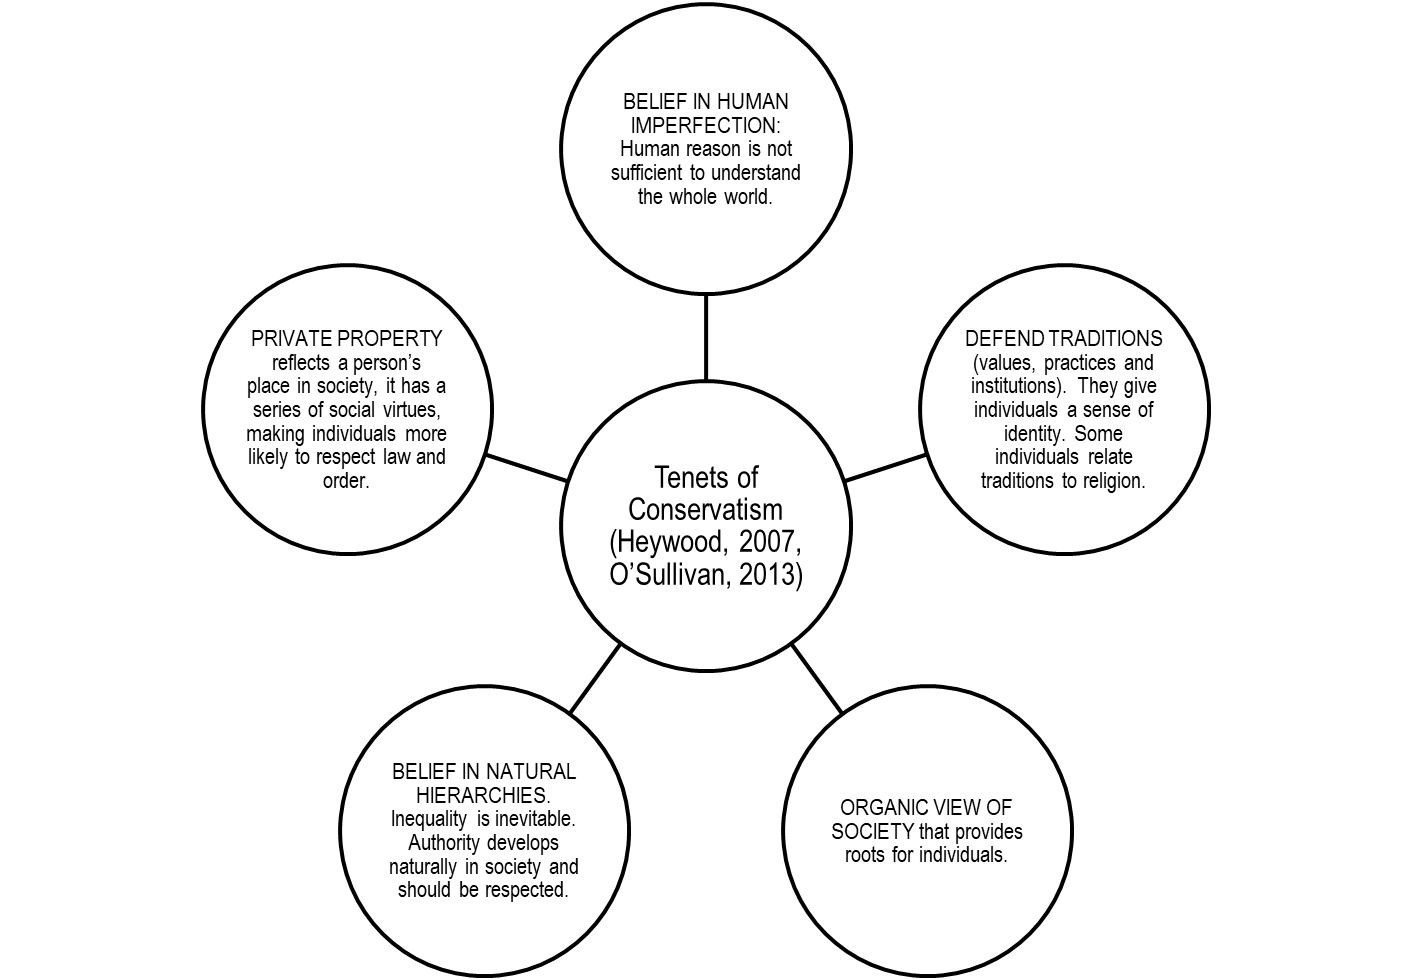 BELIEF IN HUMAN
IMPERFECTION:
Human reason is not
sufficient to understand
the whole world.
PRIVATE PROPERTY
reflects a person’s
place in society, it has a
series of social virtues,
making individuals more
likely to respect law and
order.
DEFEND TRADITIONS
(values, practices and
institutions). They give
individuals a sense of
identity. Some
individuals relate
traditions to religion.
Tenets of
Conservatism
(Heywood, 2007,
O’Sullivan, 2013)
BELIEF IN NATURAL
HIERARCHIES.
Inequality is inevitable.
Authority develops
naturally in society and
should be respected.
ORGANIC VIEW OF
SOCIETY that provides
roots for individuals.